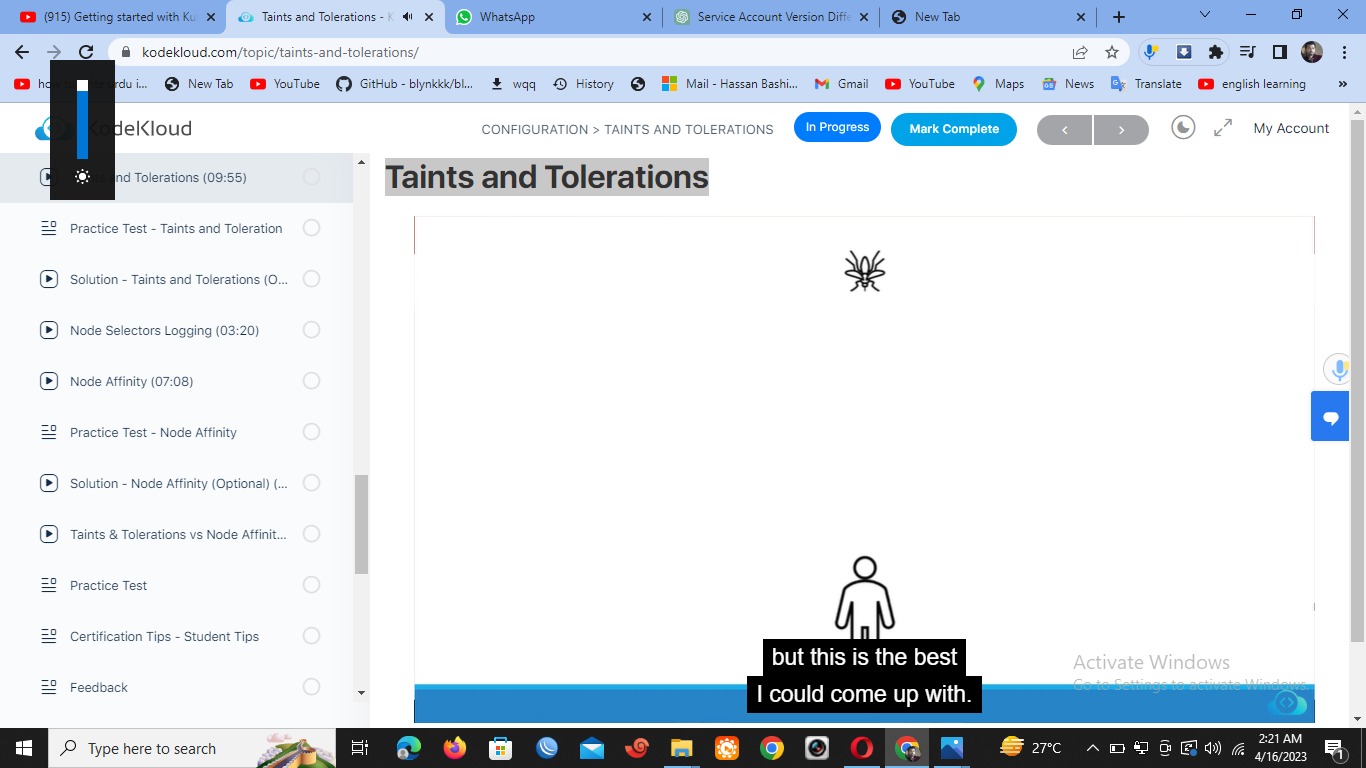 (915) Getting started with Ku
Taints and Tolerations - K
WhatsApp
Service Account Version Diffe
New Tab
kodekloud.com/topic/taints-and-tolerations/
urdu i...
New Tab
YouTube
GitHub - blynkkk/bl...
wqq
History
Mail - Hassan Bashi...
Gmail
YouTube
Maps
News
Translate
english learning
KodeKloud
CONFIGURATION > TAINTS AND TOLERATIONS
In Progress
Mark Complete
My Account
and Tolerations (09:55)
Practice Test - Taints and Toleration
Solution - Taints and Tolerations (O...
Node Selectors Logging (03:20)
Node Affinity (07:08)
Practice Test - Node Affinity
Solution - Node Affinity (Optional) (...
Taints & Tolerations vs Node Affinit...
Practice Test
Certification Tips - Student Tips
Feedback
Taints and Tolerations
but this is the best
I could come up with.
Activate Windows
Go to Settings to activate Windows.
Type here to search
27°C
2:21 AM
4/16/2023
1